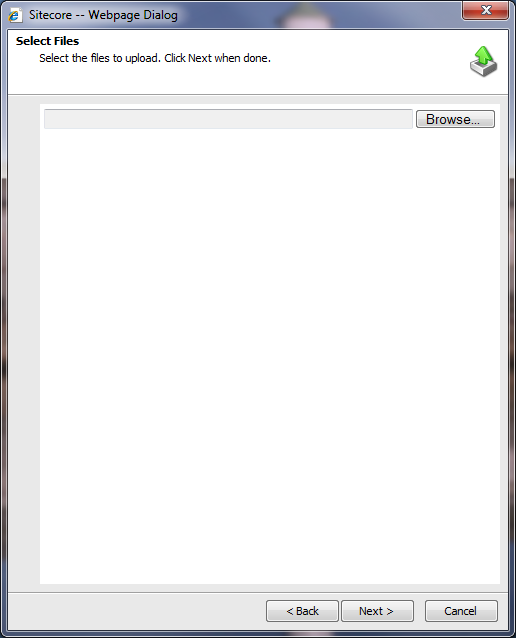 Sitecore -- Webpage Dialog
Select Files
Select the files to upload. Click Next when done.
Browse...
< Back
Next >
Cancel